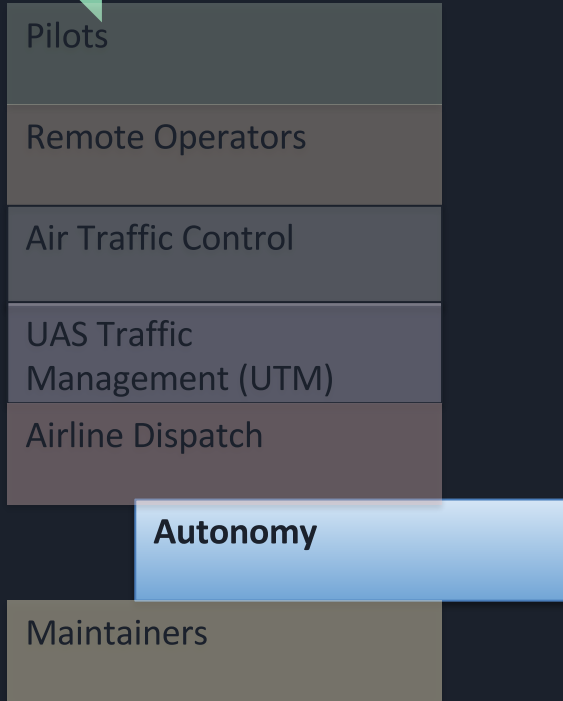 Pilots
Remote Operators
Air Traffic Control
UAS Traffic
Management (UTM)
Airline Dispatch
Autonomy
Maintainers